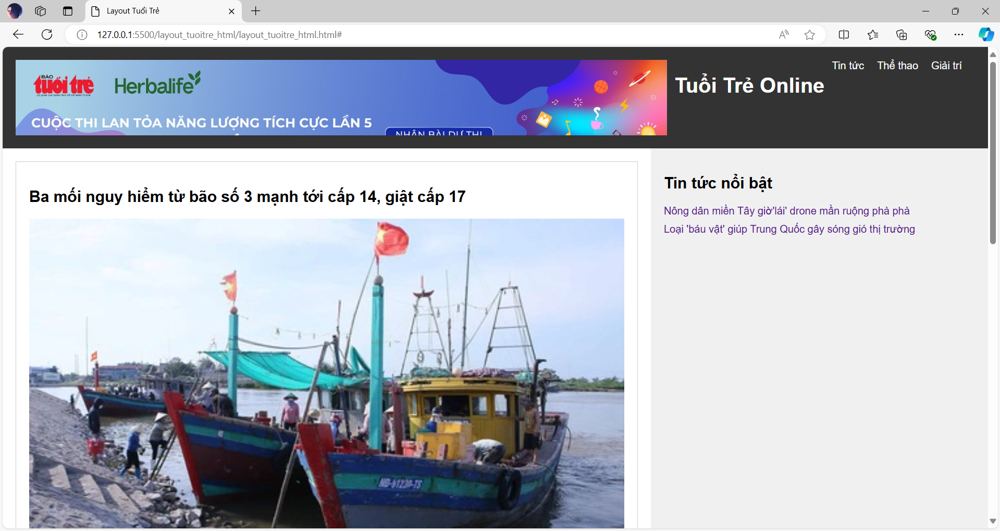 Layout Tuổi Trẻ
127.0.0.1:5500/layout_tuoitre_html/layout_tuoitre_html.html#
BÁO
tuổi trẻ
Herbalife
CUỘC THI LAN TỎA NĂNG LƯỢNG TÍCH CỰC LẦN 5
NHẬN BÀI DỰ THI
Tuổi Trẻ Online
Tin tức
Thể thao
Giải trí
Ba mối nguy hiểm từ bão số 3 mạnh tới cấp 14, giật cấp 17
NĐ-91230-TS
Tin tức nổi bật
Nông dân miền Tây giờ'lái' drone mần ruộng phà phà
Loại 'báu vật' giúp Trung Quốc gây sóng gió thị trường